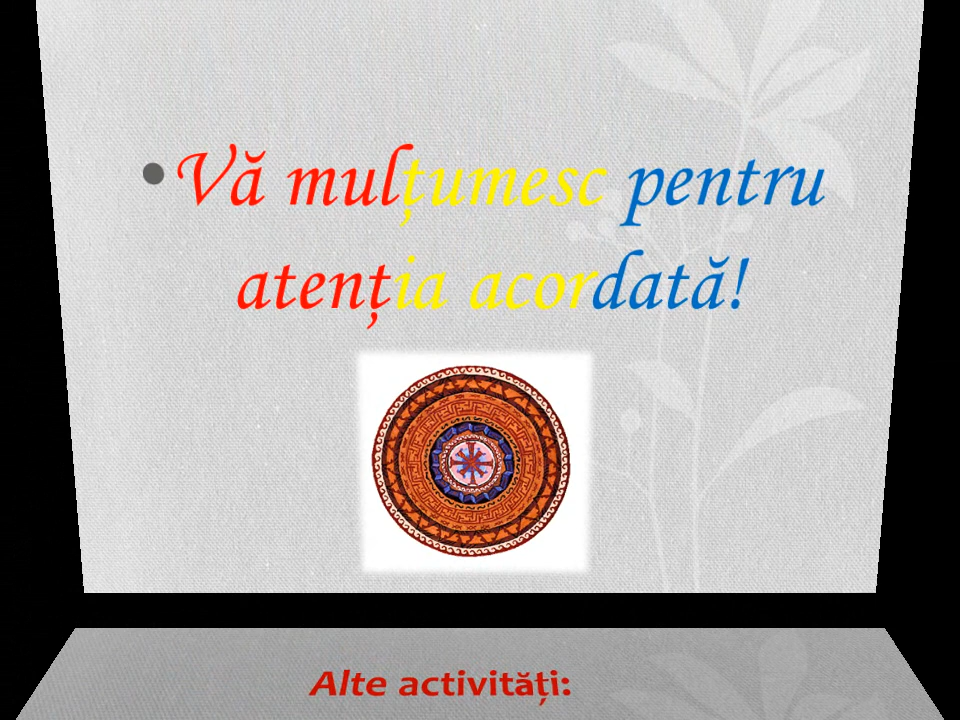 •Vă mulțumesc pentru
atenția acordată!
Alte activități: